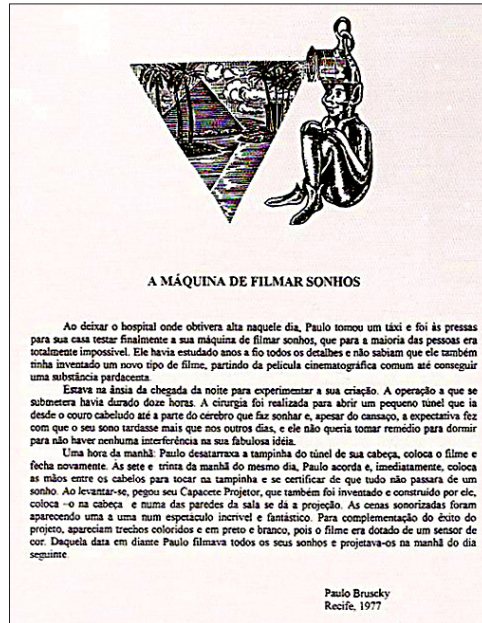 A MÁQUINA DE FILMAR SONHOS
Ao deixar o hospital onde obtivera alta naquele dia, Paulo tomou um táxi e foi às pressas
para sua casa testar finalmente a sua máquina de filmar sonhos, que para a maioria das pessoas era
totalmente impossível. Ele havia estudado anos a fio todos os detalhes e não sabiam que ele também
tinha inventado um novo tipo de filme, partindo da película cinematográfica comum até conseguir
uma substância pardacenta.
Estava na ânsia da chegada da noite para experimentar a sua criação. A operação a que se
submetera havia durado doze horas. A cirurgia foi realizada para abrir um pequeno túnel que ia
desde o couro cabeludo até a parte do cérebro que faz sonhar e, apesar do cansaço, a expectativa fez
com que o seu sono tardasse mais que nos outros dias, e ele não queria tomar remédio para dormir
para não haver nenhuma interferência na sua fabulosa idéia.
Uma hora da manhã: Paulo desatarraxa a tampinha do túnel de sua cabeça, coloca o filme e
fecha novamente. As sete e trinta da manhã do mesmo dia, Paulo acorda e, imediatamente, coloca
as mãos entre os cabelos para tocar na tampinha e se certificar de que tudo não passara de um
sonho. Ao levantar-se, pegou seu Capacete Projetor, que também foi inventado e construído por ele,
coloca –o na cabeça e numa das paredes da sala se dá a projeção. As cenas sonorizadas foram
aparecendo uma a uma num espetáculo incrível e fantástico. Para complementação do êxito do
projeto, apareciam trechos coloridos e em preto e branco, pois o filme era dotado de um sensor de
cor. Daquela data em diante Paulo filmava todos os seus sonhos e projetava-os na manhã do dia
seguinte.
Paulo Bruscky
Recife, 1977